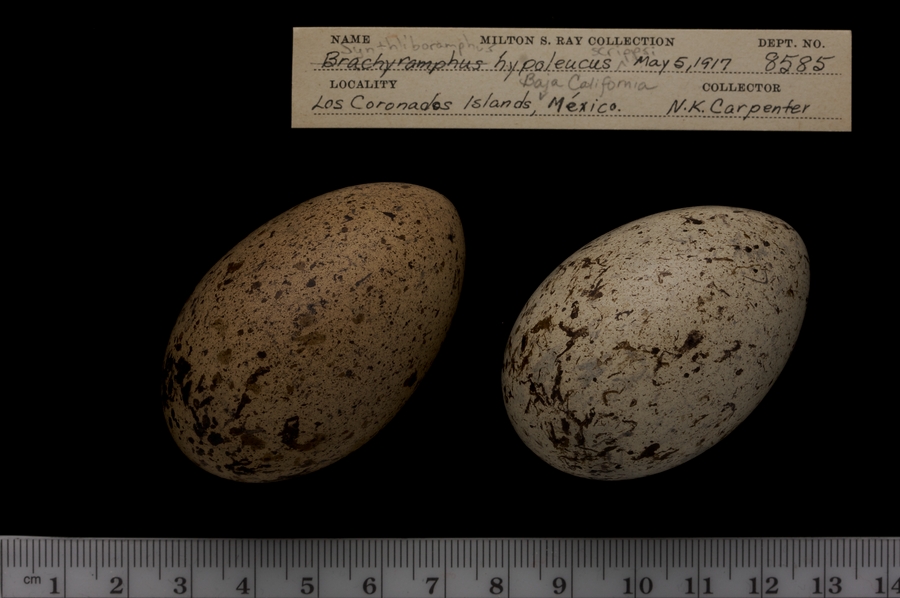 NAME MILTON S. RAY COLLECTION DEPT. NO.
Synthliboramphus scrippsi
Brachyramphus hypoleucus May 5, 1917 8585
LOCALITY Baja California COLLECTOR
Los Coronados Islands, México. N.K. Carpenter
cm 1 2 3 4 5 6 7 8 9 10 11 12 13 14